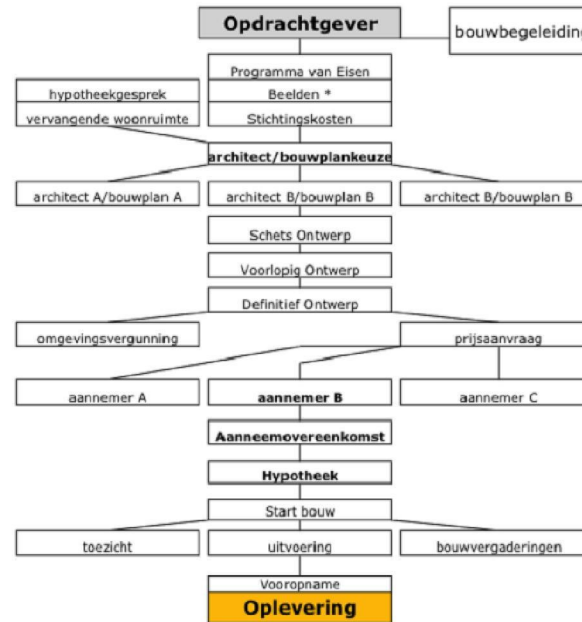 Opdrachtgever
bouwbegeleiding
Programma van Eisen
hypotheekgesprek
Beelden *
vervangende woonruimte
Stichtingskosten
architect/bouwplankeuze
architect A/bouwplan A
architect B/bouwplan B
architect B/bouwplan B
Schets Ontwerp
Voorlopig Ontwerp
Definitief Ontwerp
omgevingsvergunning
prijsaanvraag
aannemer A
aannemer B
aannemer C
Aanneemovereenkomst
Hypotheek
Start bouw
toezicht
uitvoering
bouwvergaderingen
Vooropname
Oplevering